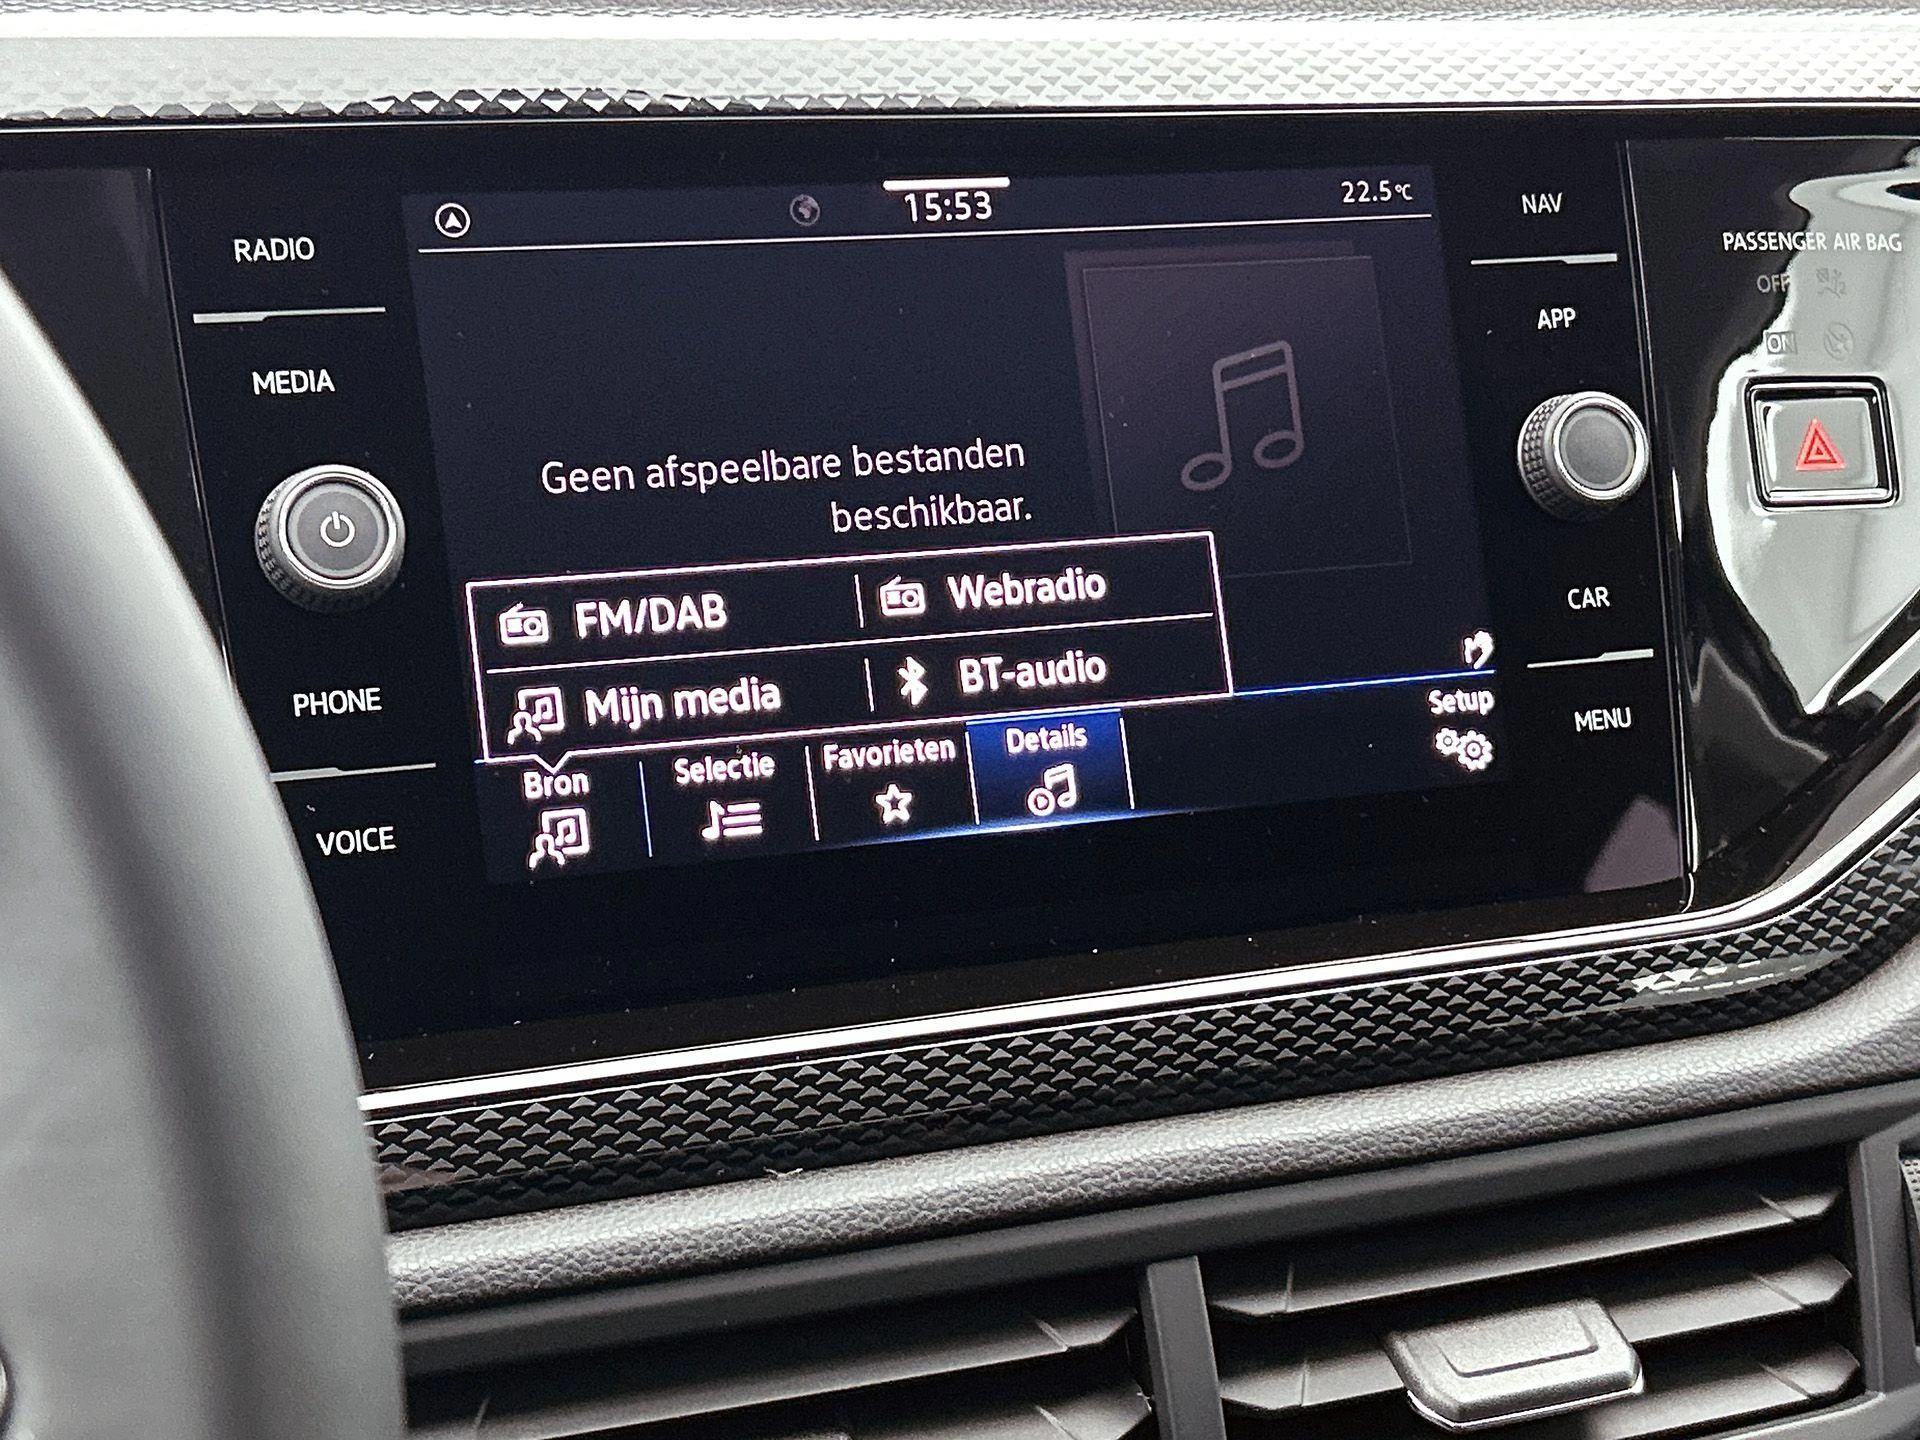 15:53
22.5°C
RADIO
MEDIA
PHONE
VOICE
Geen afspeelbare bestanden
beschikbaar.
FM/DAB
Webradio
Mijn media
BT-audio
Bron
Selectie
Favorieten
Details
Setup
NAV
APP
CAR
MENU
PASSENGER AIR BAG
OFF
ON